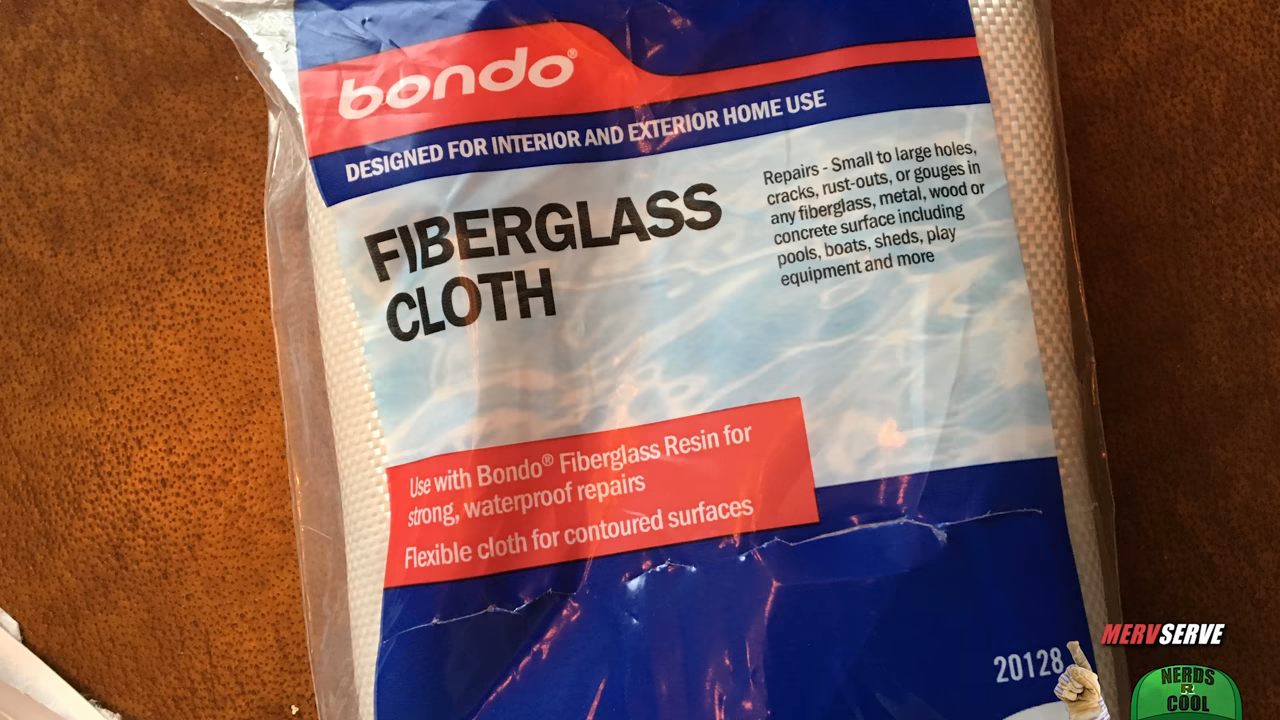 bondo®
DESIGNED FOR INTERIOR AND EXTERIOR HOME USE
FIBERGLASS
CLOTH
Repairs - Small to large holes,
cracks, rust-outs, or gouges in
any fiberglass, metal, wood or
concrete surface including
pools, boats, sheds, play
equipment and more
Use with Bondo® Fiberglass Resin for
strong, waterproof repairs
Flexible cloth for contoured surfaces
20128
MERVSERVE
NERDS
R
COOL